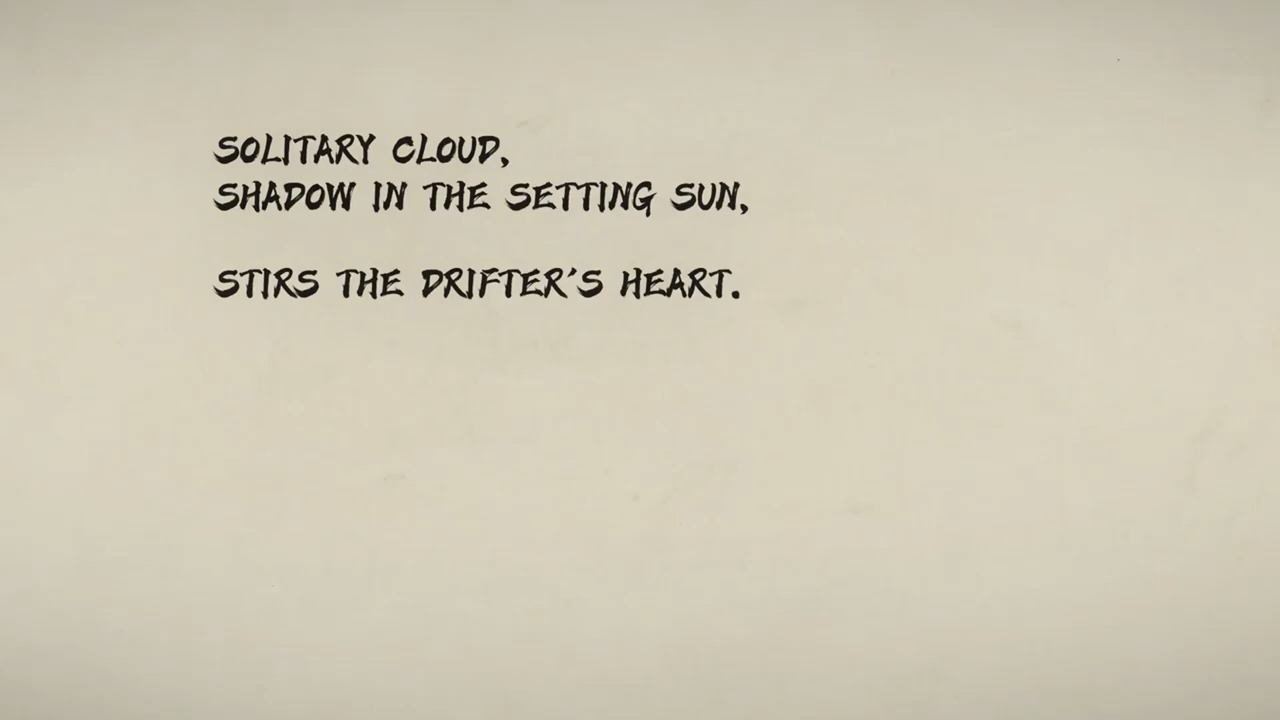 SOLITARY CLOUD,
SHADOW IN THE SETTING SUN,
STIRS THE DRIFTER'S HEART.